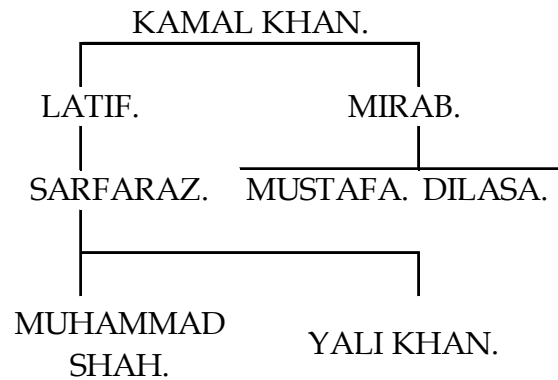 KAMAL KHAN.
LATIF. MIRAB.
SARFARAZ. MUSTAFA. DILASA.
MUHAMMAD
SHAH.
YALI KHAN.